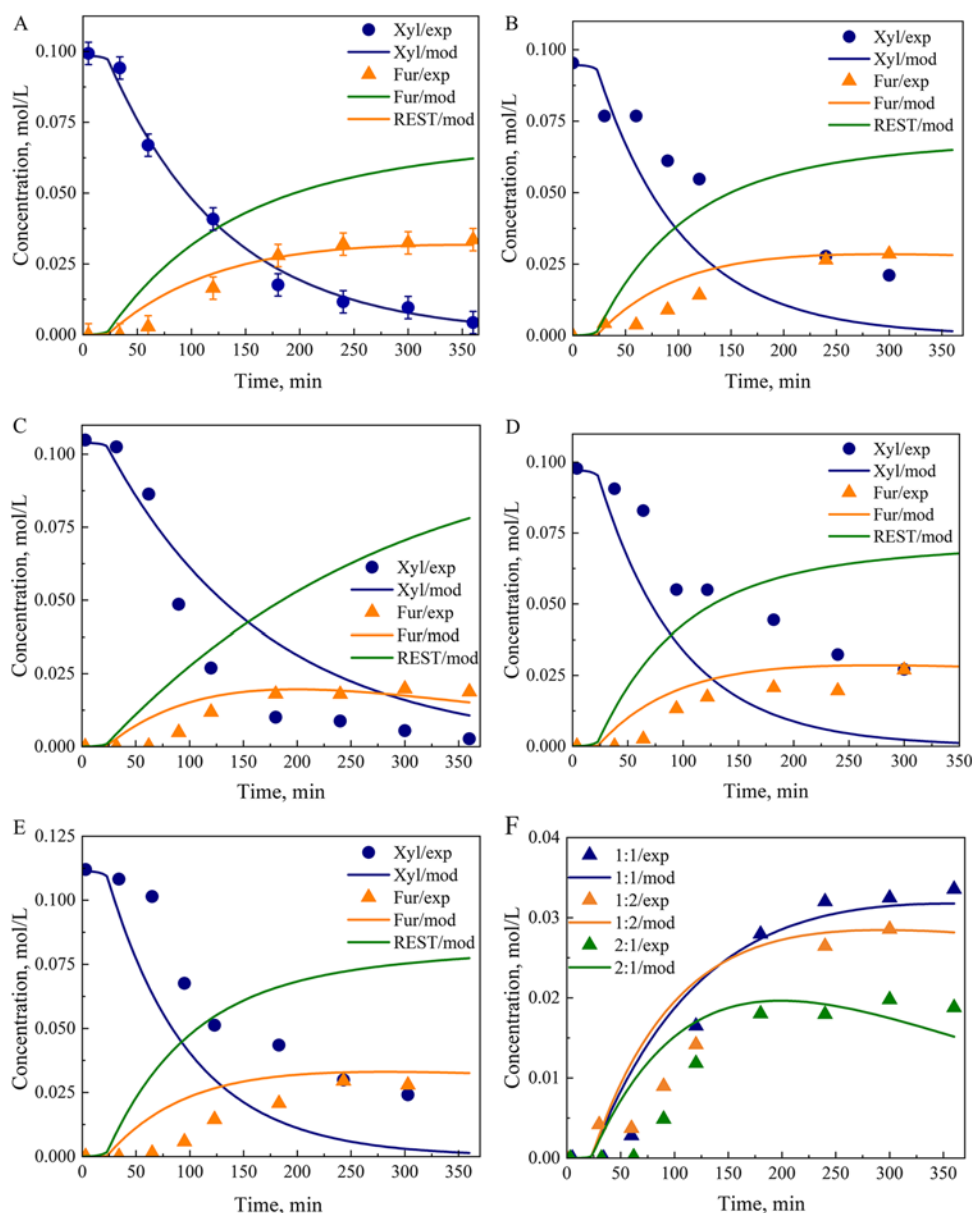 A
Xyl/exp
Xyl/mod
Fur/exp
Fur/mod
REST/mod
0.100
0.075
0.050
0.025
0.000
Concentration, mol/L
0 50 100 150 200 250 300 350
Time, min
B
Xyl/exp
Xyl/mod
Fur/exp
Fur/mod
REST/mod
0.100
0.075
0.050
0.025
0.000
Concetration, mol/L
0 50 100 150 200 250 300 350
Time, min
C
Xyl/exp
Xyl/mod
Fur/exp
Fur/mod
REST/mod
0.100
0.075
0.050
0.025
0.000
Concentration, mol/L
0 50 100 150 200 250 300 350
Time, min
D
Xyl/exp
Xyl/mod
Fur/exp
Fur/mod
REST/mod
0.100
0.075
0.050
0.025
0.000
Concentration, mol/L
0 50 100 150 200 250 300 350
Time, min
E
Xyl/exp
Xyl/mod
Fur/exp
Fur/mod
REST/mod
0.125
0.100
0.075
0.050
0.025
0.000
Concentration, mol/L
0 50 100 150 200 250 300 350
Time, min
F
1:1/exp
1:1/mod
1:2/exp
1:2/mod
2:1/exp
2:1/mod
0.04
0.03
0.02
0.01
0.00
Concentration, mol/L
0 50 100 150 200 250 300 350
Time, min